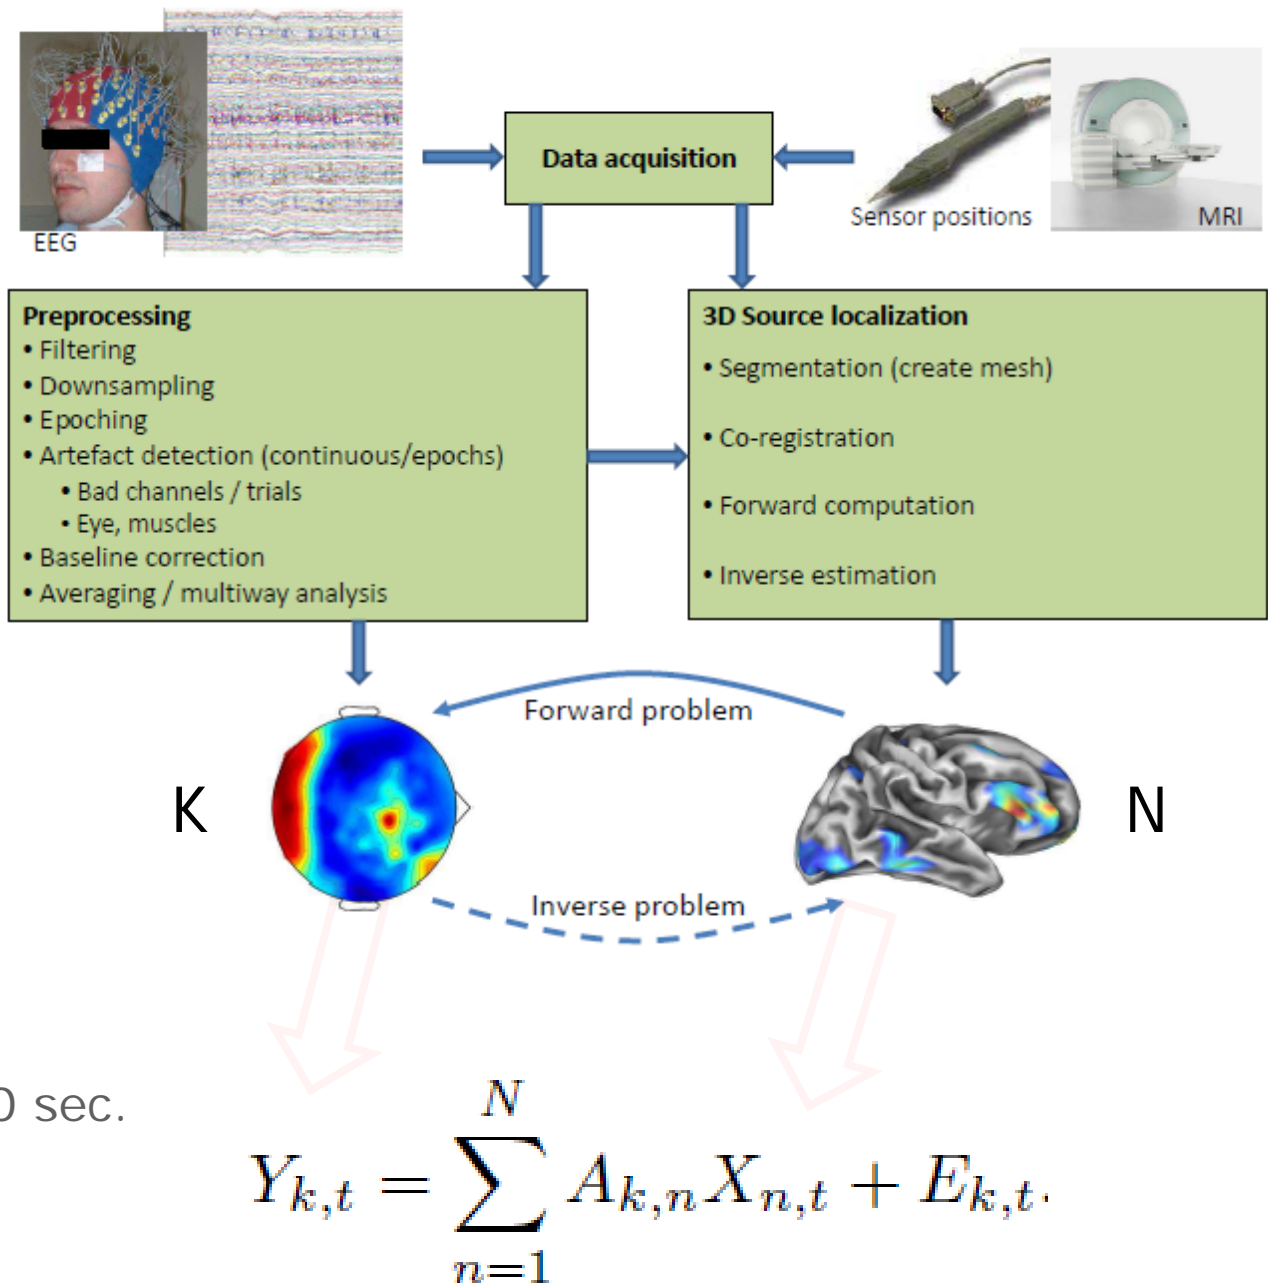 EEG
Data acquisition
Sensor positions
MRI
Preprocessing
• Filtering
• Downsampling
• Epoching
• Artefact detection (continuous/epochs)
• Bad channels / trials
• Eye, muscles
• Baseline correction
• Averaging / multiway analysis
3D Source localization
• Segmentation (create mesh)
• Co-registration
• Forward computation
• Inverse estimation
Forward problem
K
N
Inverse problem
0 sec.
Y_{k,t} = \sum_{n=1}^{N} A_{k,n} X_{n,t} + E_{k,t}.